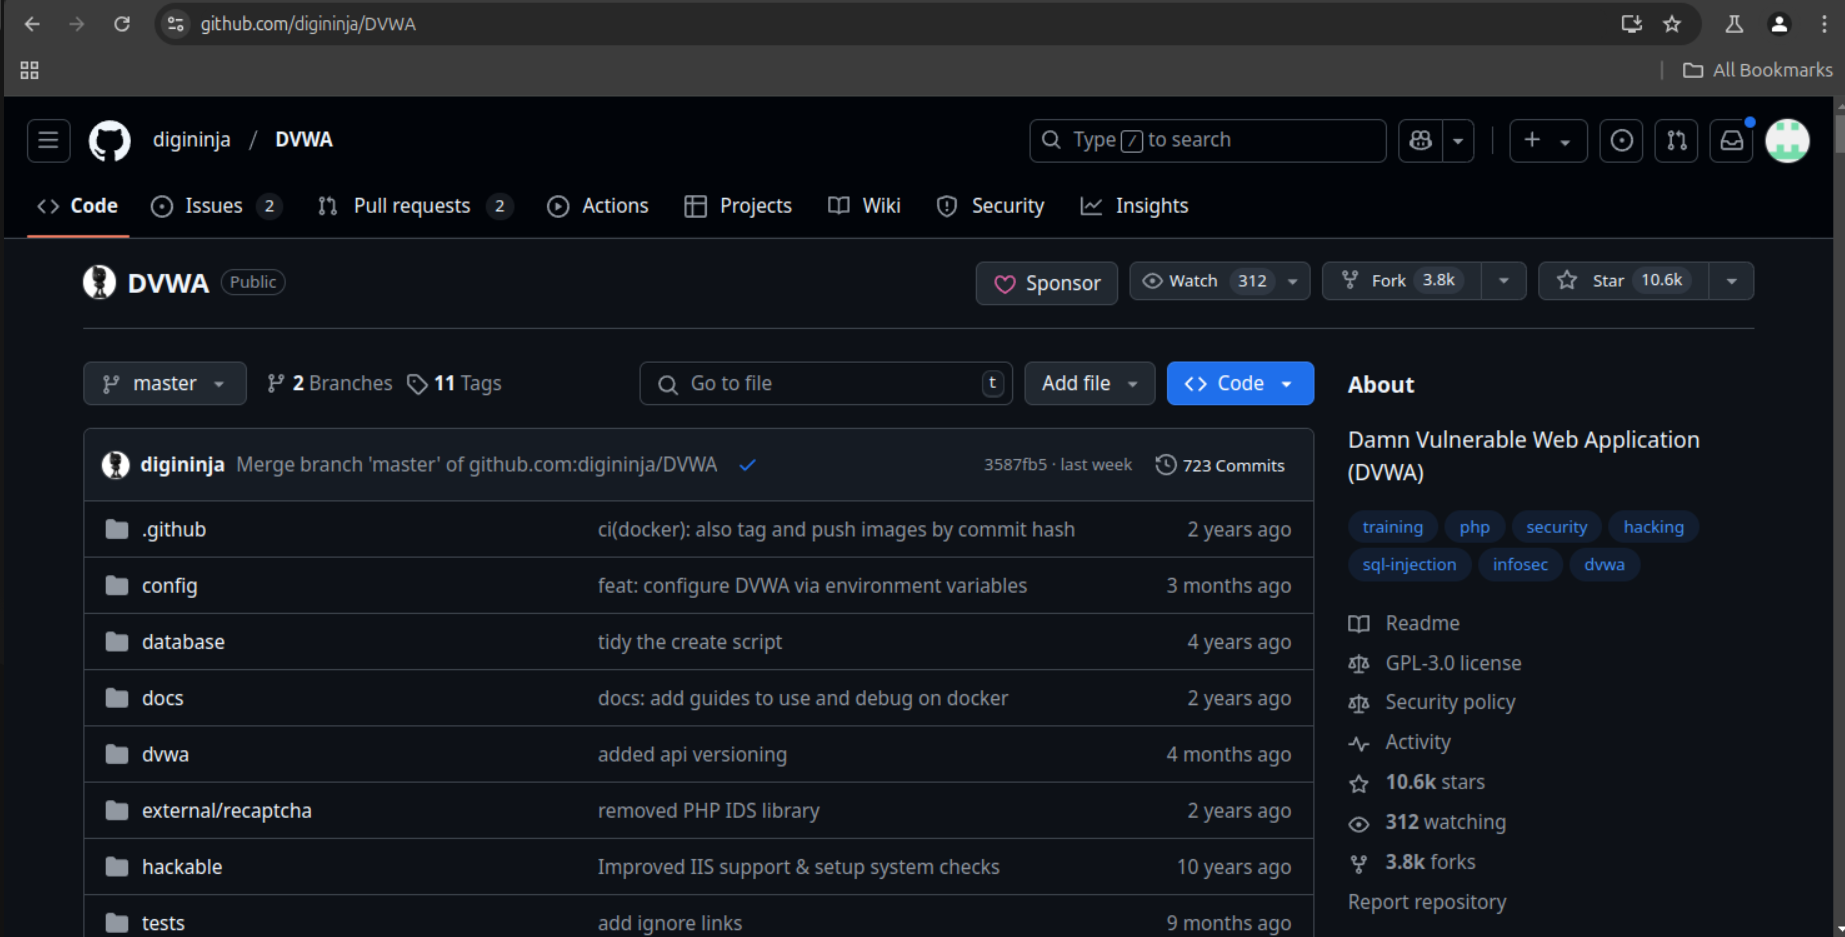 github.com/digininja/DVWA
All Bookmarks
digininja / DVWA
Type / to search
Code Issues 2 Pull requests 2 Actions Projects Wiki Security Insights
DVWA Public
Sponsor Watch 312 Fork 3.8k Star 10.6k
master 2 Branches 11 Tags Go to file t Add file Code
digininja Merge branch 'master' of github.com:digininja/DVWA 3587fb5 · last week 723 Commits
.github ci(docker): also tag and push images by commit hash 2 years ago
config feat: configure DVWA via environment variables 3 months ago
database tidy the create script 4 years ago
docs docs: add guides to use and debug on docker 2 years ago
dvwa added api versioning 4 months ago
external/recaptcha removed PHP IDS library 2 years ago
hackable Improved IIS support & setup system checks 10 years ago
tests add ignore links 9 months ago
About
Damn Vulnerable Web Application
(DVWA)
training php security hacking
sql-injection infosec dvwa
Readme
GPL-3.0 license
Security policy
Activity
10.6k stars
312 watching
3.8k forks
Report repository